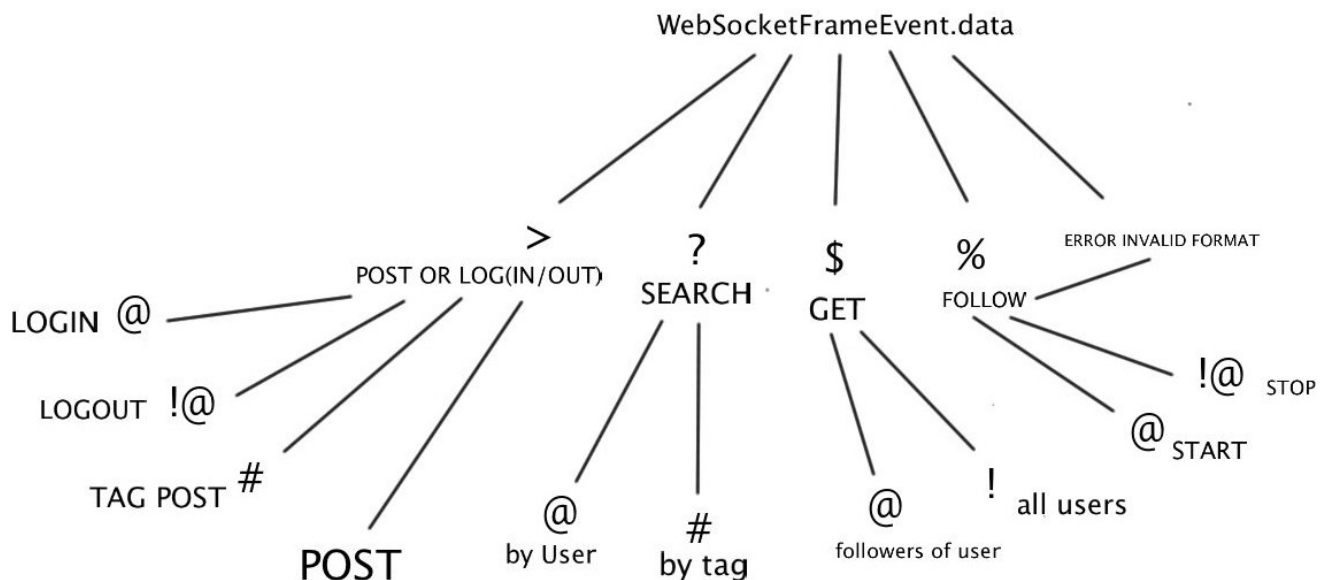 WebSocketFrameEvent.data
>
POST OR LOG(IN/OUT)
?
SEARCH
$
GET
%
FOLLOW
ERROR INVALID FORMAT
LOGIN @
LOGOUT !@
TAG POST #
POST
@
by User
#
by tag
@
followers of user
! all users
@ START
!@ STOP